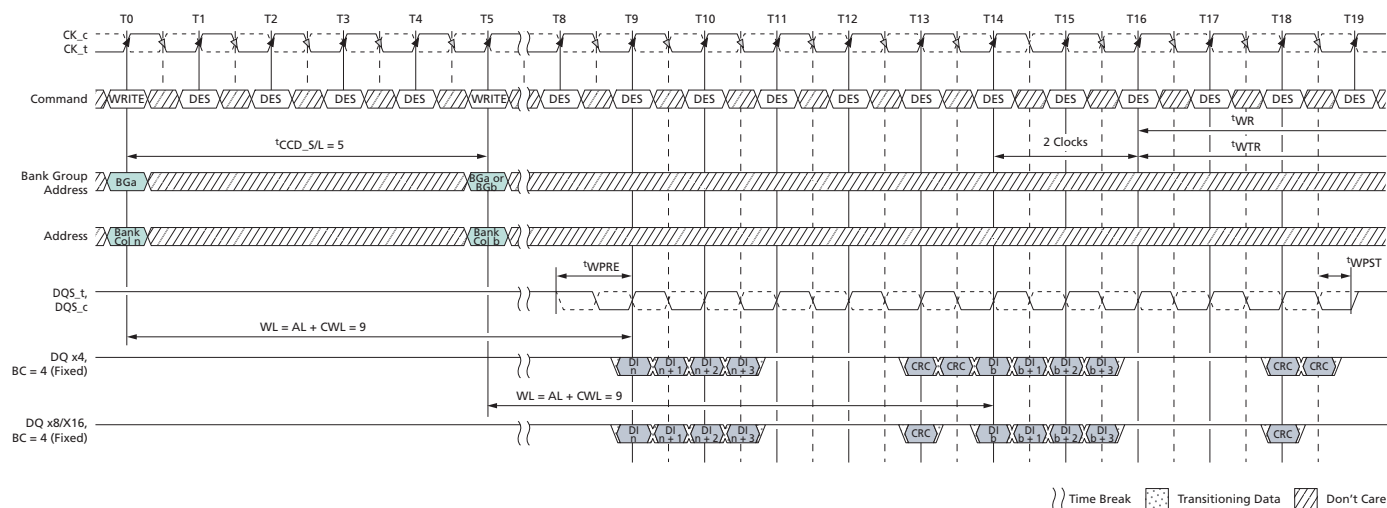 T0 T1 T2 T3 T4 T5 T8 T9 T10 T11 T12 T13 T14 T15 T16 T17 T18 T19
CK_c
CK_t
Command WRITE DES DES DES DES WRITE DES DES DES DES DES DES DES DES DES DES DES DES
tWR
tCCD_S/L = 5
2 Clocks
tWTR
Bank Group
Address
BGa
BGa or
BGb
Address
Bank
Col n
Bank
Col b
tWPRE
tWPST
DQS_t,
DQS_c
WL = AL + CWL = 9
DQ x4,
BC = 4 (Fixed)
DI
n
DI
n + 1
DI
n + 2
DI
n + 3
CRC
CRC
DI
b
DI
b + 1
DI
b + 2
DI
b + 3
CRC
CRC
WL = AL + CWL = 9
DQ x8/X16,
BC = 4 (Fixed)
DI
n
DI
n + 1
DI
n + 2
DI
n + 3
CRC
DI
b
DI
b + 1
DI
b + 2
DI
b + 3
CRC
Time Break
Transitioning Data
Don't Care